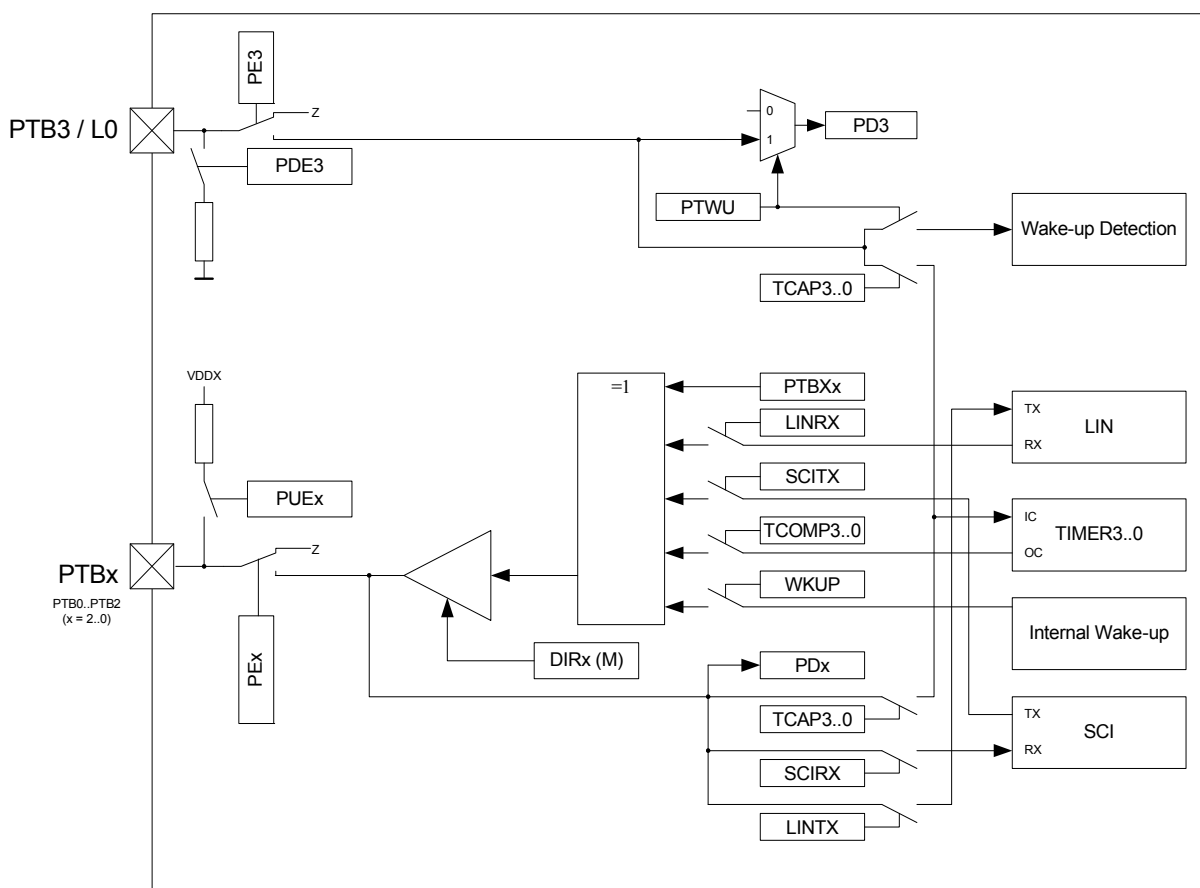 PE3
Z
PTB3 / L0
PDE3
0
1
PD3
PTWU
Wake-up Detection
TCAP3..0
VDDX
=1
PTBXx
LINRX
TX
LIN
RX
SCITX
PUEx
TCOMP3..0
IC
TIMER3..0
OC
Z
PTBx
PTB0..PTB2
(x = 2..0)
WKUP
Internal Wake-up
PEx
DIRx (M)
PDx
TCAP3..0
TX
SCI
RX
SCIRX
LINTX